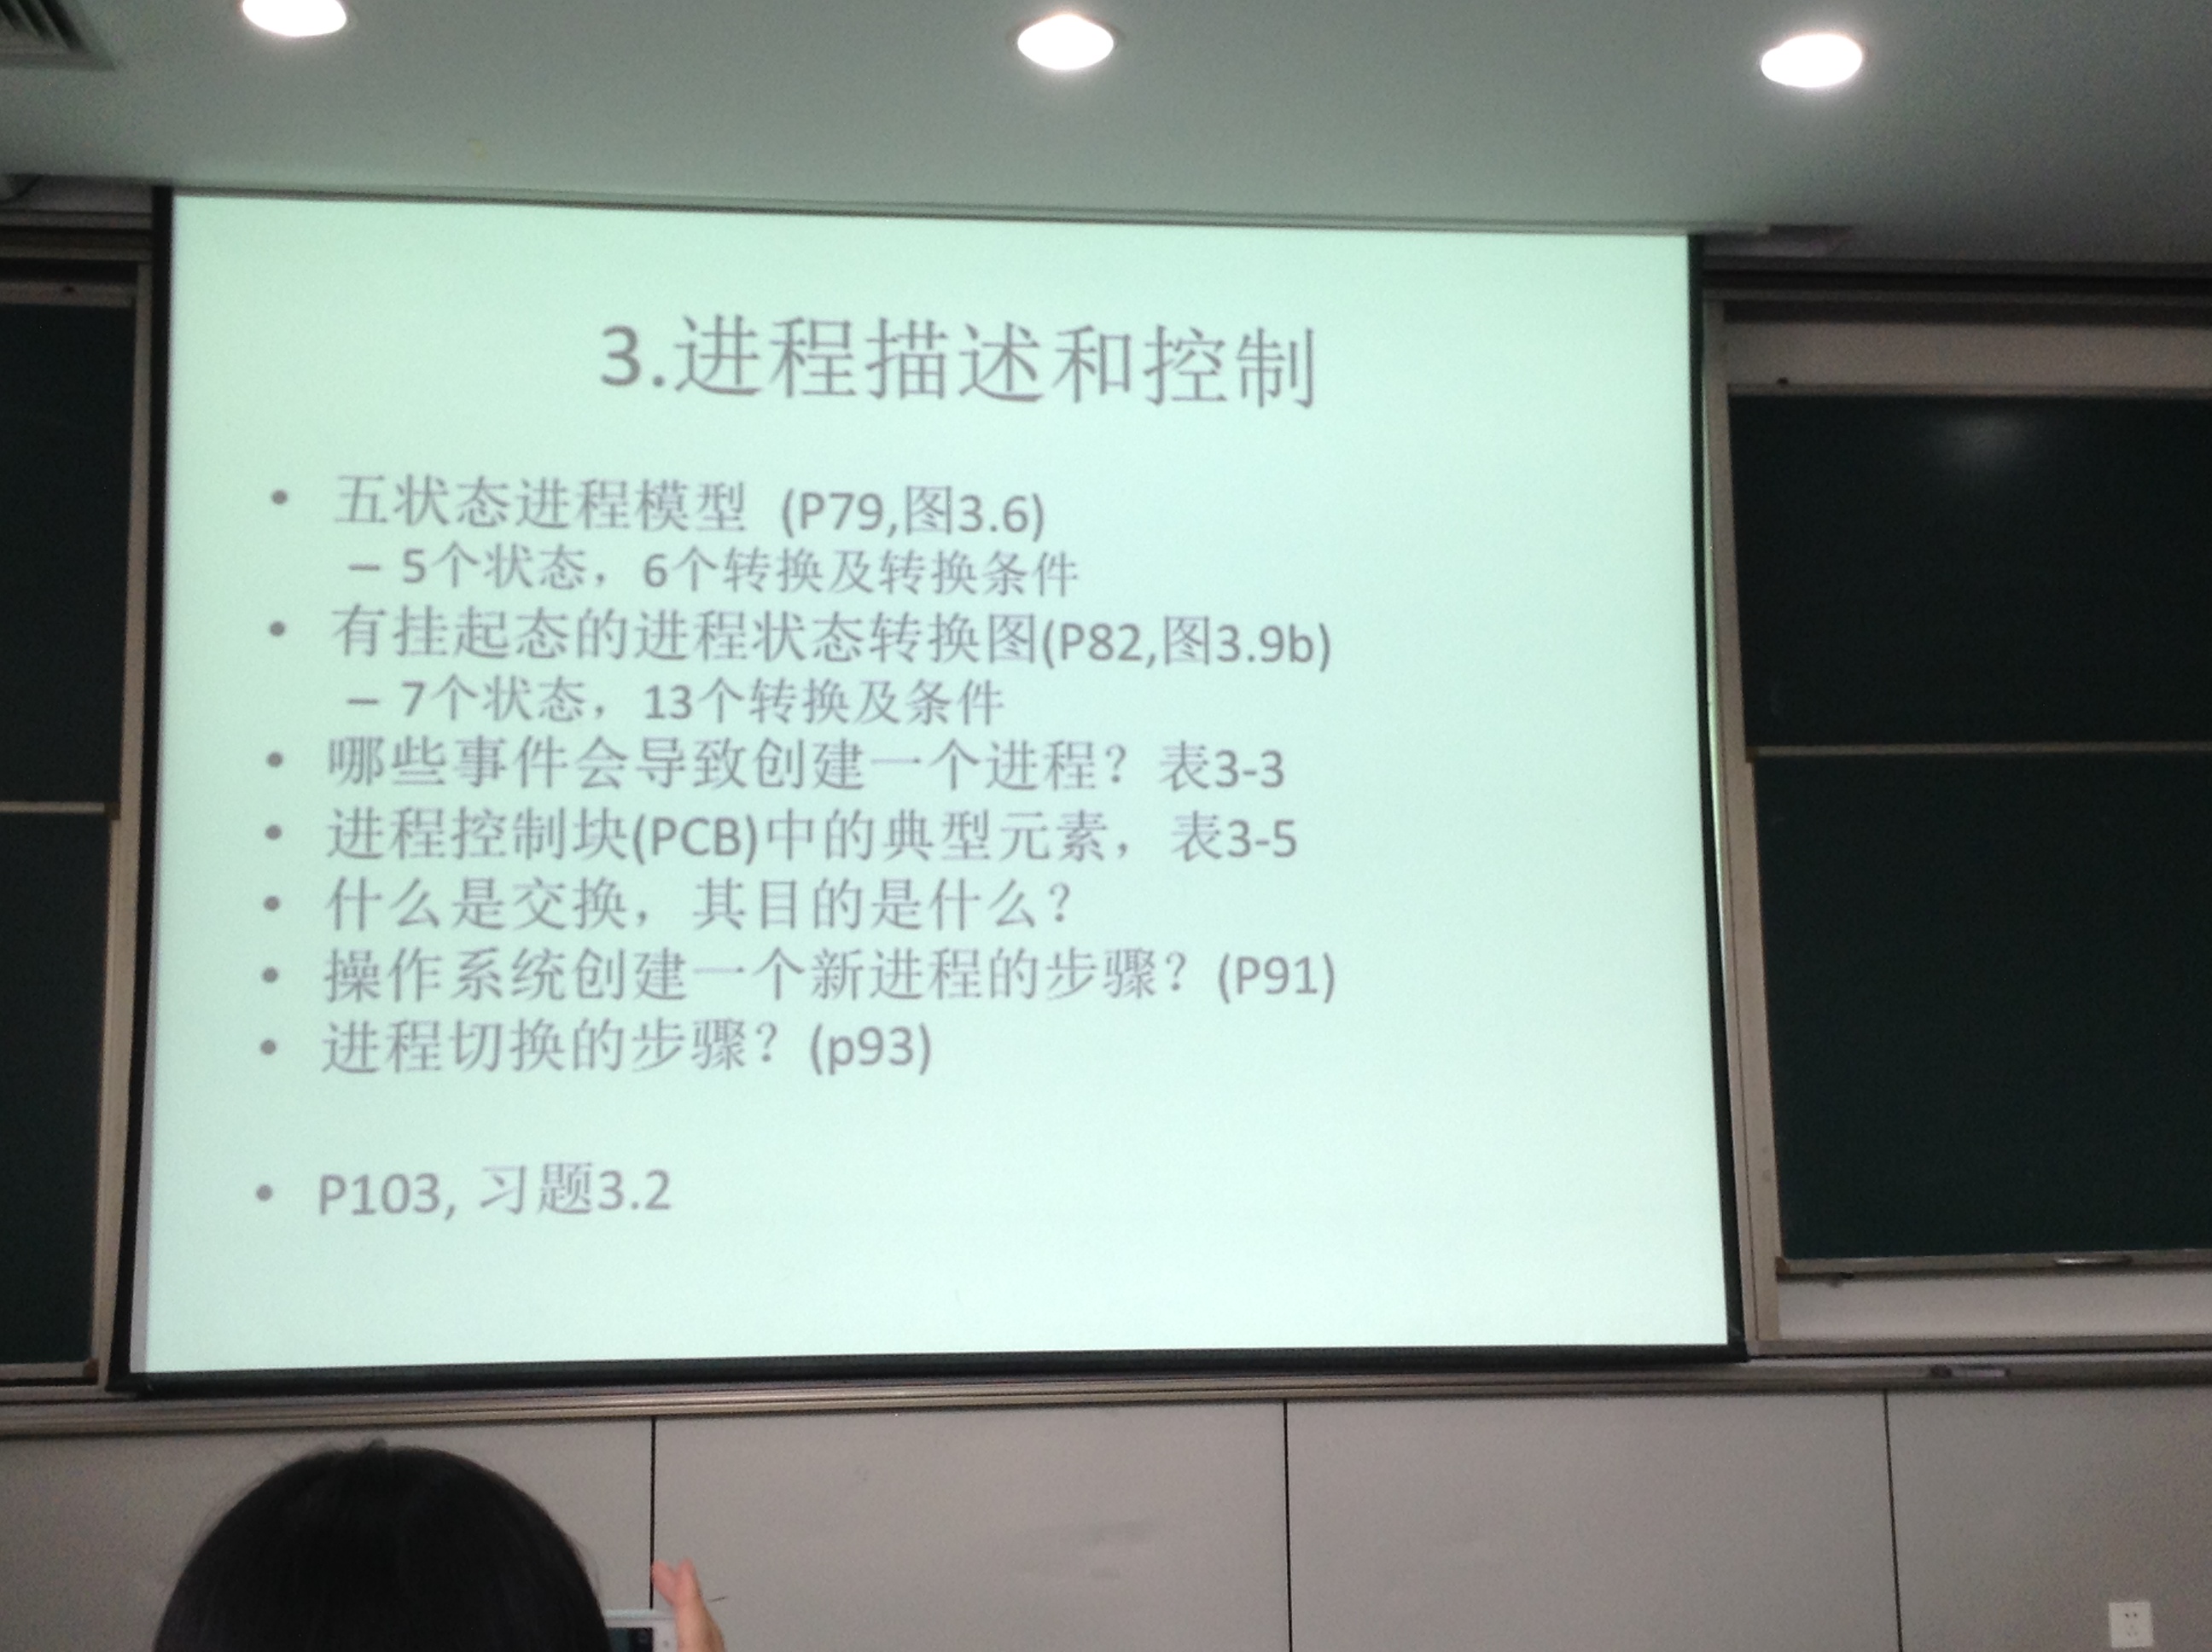 3.进程描述和控制
• 五状态进程模型 (P79,图3.6)
– 5个状态，6个转换及转换条件
• 有挂起态的进程状态转换图(P82,图3.9b)
– 7个状态，13个转换及条件
• 哪些事件会导致创建一个进程？表3-3
• 进程控制块(PCB)中的典型元素，表3-5
• 什么是交换，其目的是什么？
• 操作系统创建一个新进程的步骤？(P91)
• 进程切换的步骤？(p93)
• P103, 习题3.2